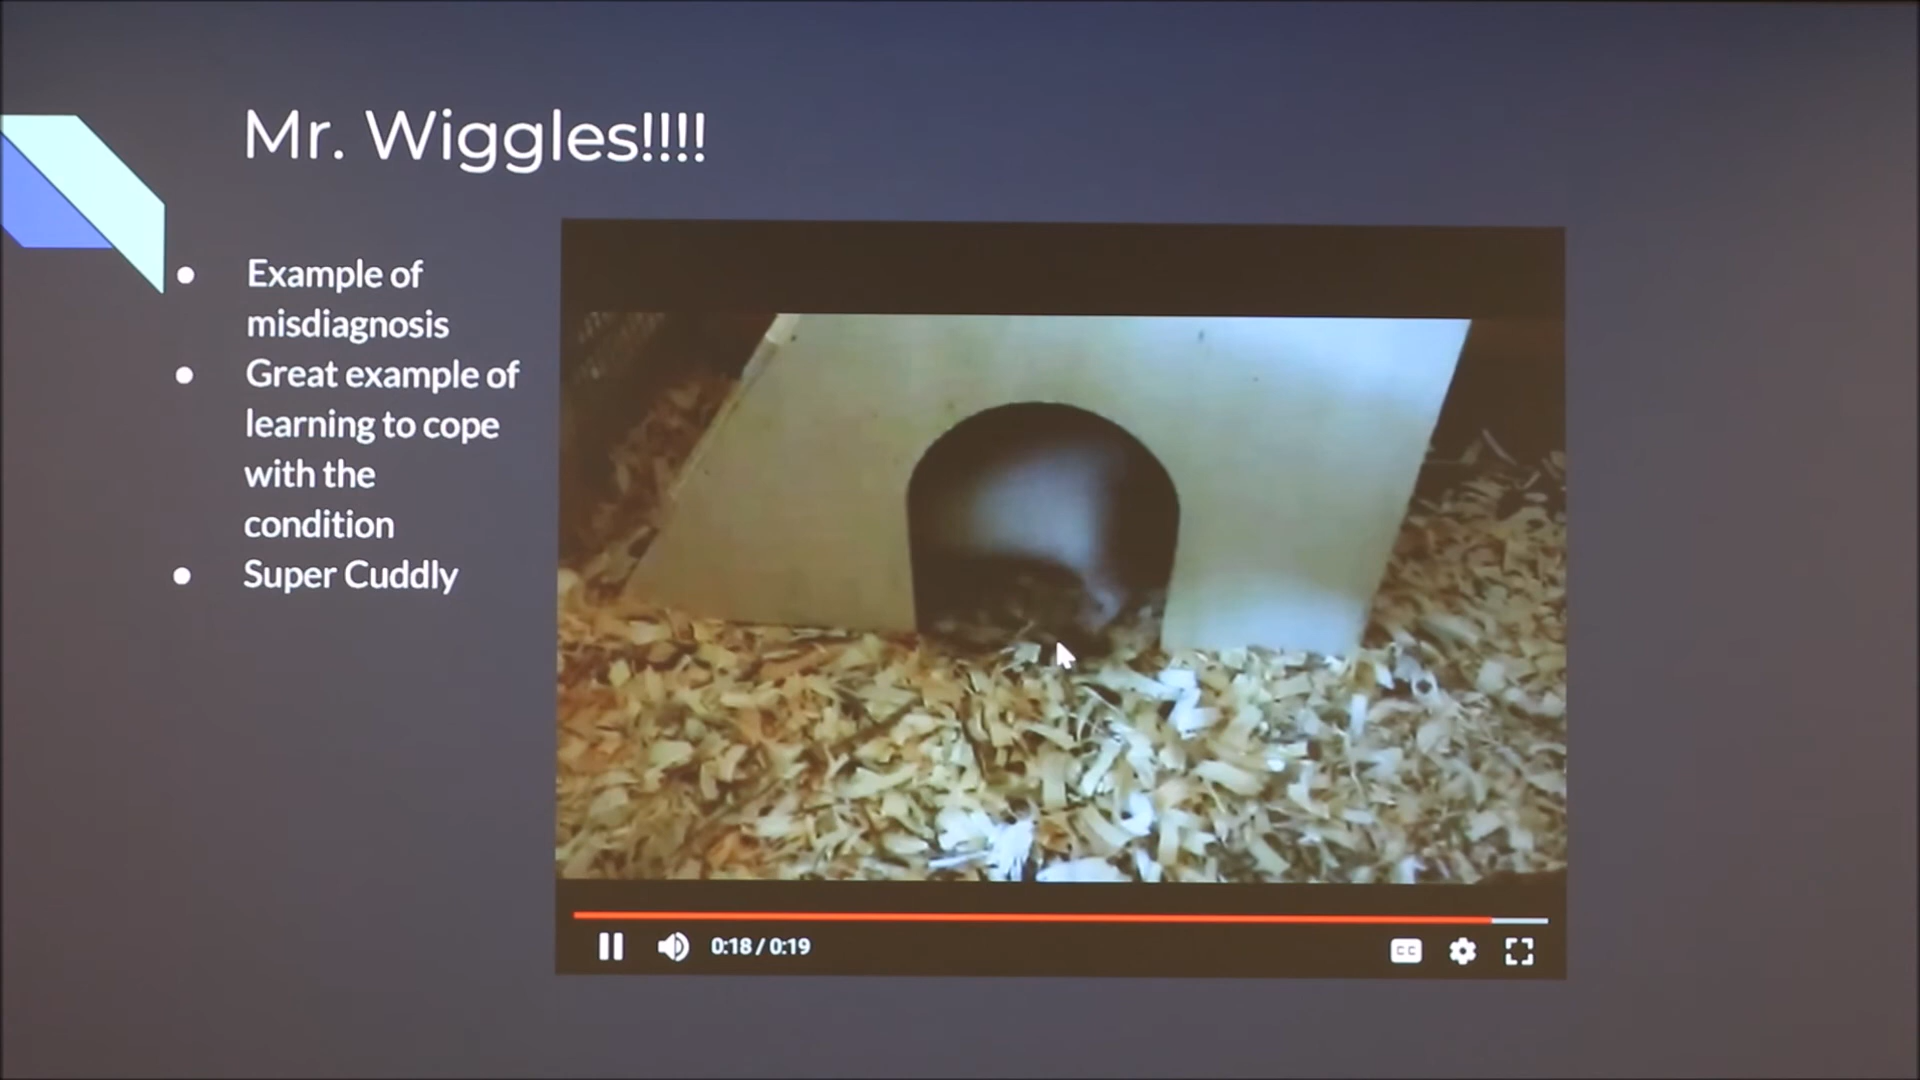 Mr. Wiggles!!!!
● Example of
misdiagnosis
● Great example of
learning to cope
with the
condition
● Super Cuddly
0:18 / 0:19
CC